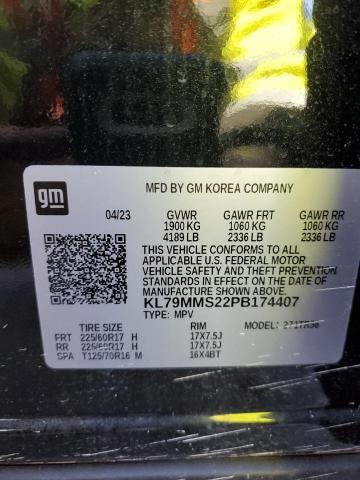 gm
MFD BY GM KOREA COMPANY
04/23 GVWR GAWR FRT GAWR RR
1900 KG 1060 KG 1060 KG
4189 LB 2336 LB 2336 LB
THIS VEHICLE CONFORMS TO ALL
APPLICABLE U.S. FEDERAL MOTOR
VEHICLE SAFETY AND THEFT PREVENTION
STANDARDS IN EFFECT ON THE DATE OF
MANUFACTURE SHOWN ABOVE.
KL79MMS22PB174407
TYPE: MPV
TIRE SIZE RIM MODEL:
FRT 225/60R17 H 17X7.5J
RR 225/60R17 H 17X7.5J
SPA T125/70R16 M 16X4BT